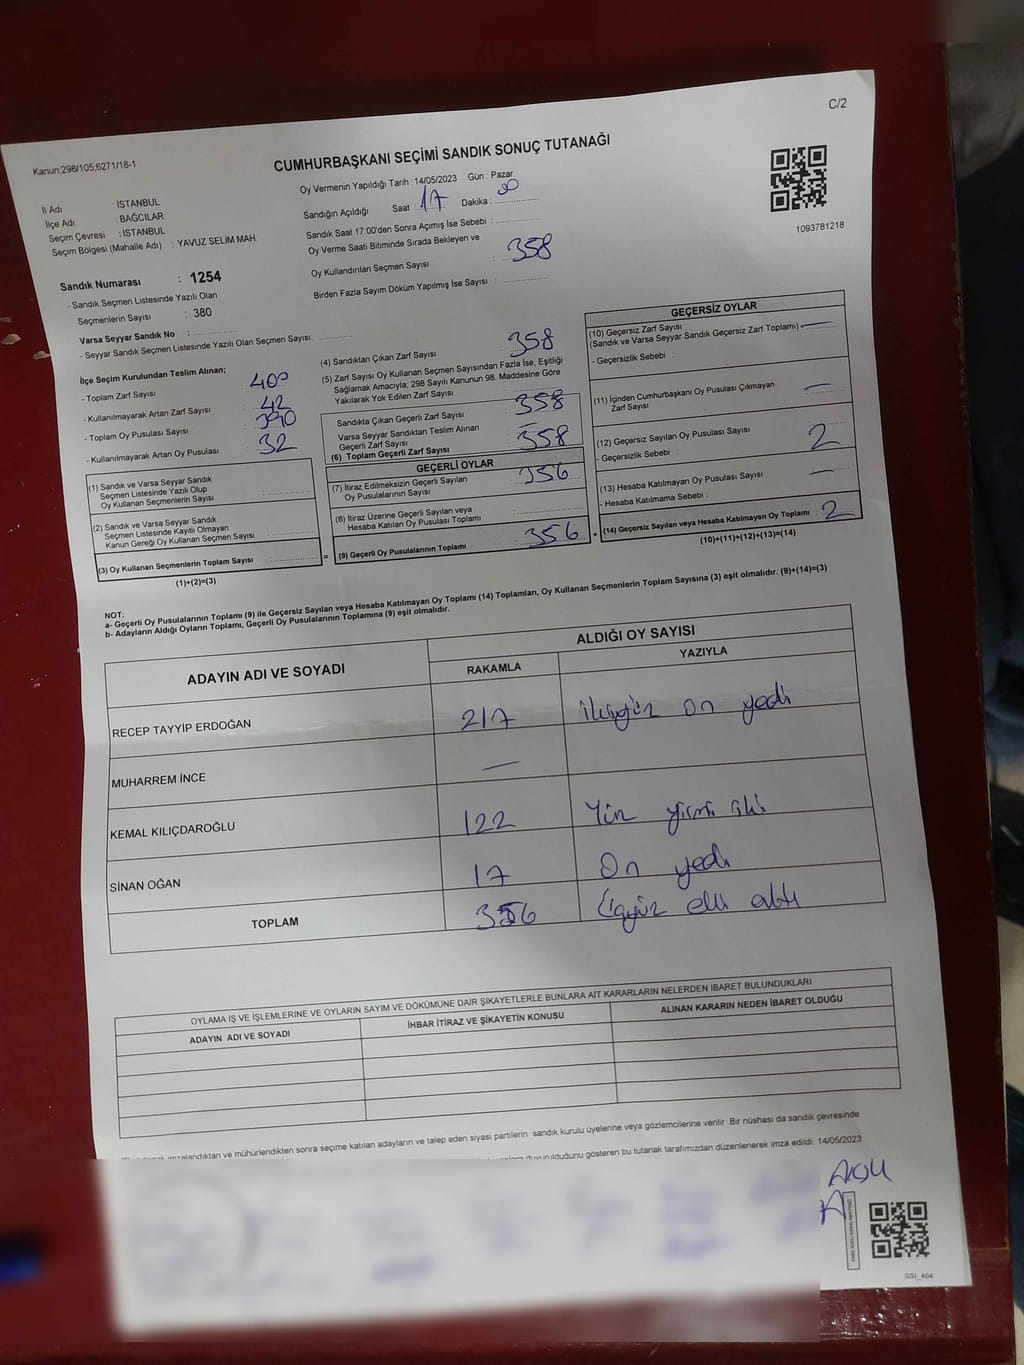 C/2
Kanun;298/105;6271/18-1
CUMHURBAŞKANI SEÇİMİ SANDIK SONUÇ TUTANAĞI
Oy Vermenin Yapıldığı Tarih : 14/05/2023 Gün : Pazar
İl Adı : İSTANBUL
İlçe Adı : BAĞCILAR
Seçim Çevresi : İSTANBUL
Seçim Bölgesi (Mahalle Adı) : YAVUZ SELİM MAH.
Sandığın Açıldığı Saat : 17 Dakika :
Sandık Saat 17:00'den Sonra Açımış İse Sebebi :
Oy Verme Saati Bitiminde Sırada Bekleyen ve
Oy Kullandırılan Seçmen Sayısı : 358
Birden Fazla Sayım Döküm Yapılmış İse Sayısı :
1093781218
Sandık Numarası : 1254
- Sandık Seçmen Listesinde Yazılı Olan
Seçmenlerin Sayısı : 380
Varsa Seyyar Sandık No :
- Seyyar Sandık Seçmen Listesinde Yazılı Olan Seçmen Sayısı:
İlçe Seçim Kurulundan Teslim Alınan;
- Toplam Zarf Sayısı : 400
- Kullanılmayarak Artan Zarf Sayısı : 42
- Toplam Oy Pusulası Sayısı : 390
- Kullanılmayarak Artan Oy Pusulası : 32
(1) Sandık ve Varsa Seyyar Sandık
Seçmen Listesinde Yazılı Olup
Oy Kullanan Seçmenlerin Sayısı :
(2) Sandık ve Varsa Seyyar Sandık
Seçmen Listesinde Kayıtlı Olmayan
Kanun Gereği Oy Kullanan Seçmen Sayısı :
(3) Oy Kullanan Seçmenlerin Toplam Sayısı :
(1)+(2)=(3)
(4) Sandıktan Çıkan Zarf Sayısı : 358
(5) Zarf Sayısı Oy Kullanan Seçmen Sayısından Fazla İse, Eşitliği
Sağlamak Amacıyla, 298 Sayılı Kanunun 98. Maddesine Göre
Yakılarak Yok Edilen Zarf Sayısı :
Sandıkta Çıkan Geçerli Zarf Sayısı : 358
Varsa Seyyar Sandıktan Teslim Alınan
Geçerli Zarf Sayısı :
(6) Toplam Geçerli Zarf Sayısı : 358
GEÇERLİ OYLAR
(7) İtiraz Edilmeksizin Geçerli Sayılan
Oy Pusulalarının Sayısı : 356
(8) İtiraz Üzerine Geçerli Sayılan veya
Hesaba Katılan Oy Pusulası Toplamı :
= (9) Geçerli Oy Pusulalarının Toplamı : 356 +
GEÇERSİZ OYLAR
(10) Geçersiz Zarf Sayısı
(Sandık ve Varsa Seyyar Sandık Geçersiz Zarf Toplamı) : —
- Geçersizlik Sebebi :
(11) İçinden Cumhurbaşkanı Oy Pusulası Çıkmayan
Zarf Sayısı : —
(12) Geçersiz Sayılan Oy Pusulası Sayısı : 2
- Geçersizlik Sebebi :
(13) Hesaba Katılmayan Oy Pusulası Sayısı : —
- Hesaba Katılmama Sebebi :
(14) Geçersiz Sayılan veya Hesaba Katılmayan Oy Toplamı : 2
(10)+(11)+(12)+(13)=(14)
NOT:
a- Geçerli Oy Pusulalarının Toplamı (9) ile Geçersiz Sayılan veya Hesaba Katılmayan Oy Toplamı (14) Toplamları, Oy Kullanan Seçmenlerin Toplam Sayısına (3) eşit olmalıdır. (9)+(14)=(3)
b- Adayların Aldığı Oyların Toplamı, Geçerli Oy Pusulalarının Toplamına (9) eşit olmalıdır.
ADAYIN ADI VE SOYADI
ALDIĞI OY SAYISI
RAKAMLA YAZIYLA
RECEP TAYYİP ERDOĞAN 217 ikiyüz on yedi
MUHARREM İNCE —
KEMAL KILIÇDAROĞLU 122 Yüz yirmi iki
SİNAN OĞAN 17 On yedi
TOPLAM 356 Üçyüz elli altı
OYLAMA İŞ VE İŞLEMLERİNE VE OYLARIN SAYIM VE DÖKÜMÜNE DAİR ŞİKAYETLERLE BUNLARA AİT KARARLARIN NELERDEN İBARET BULUNDUKLARI
ADAYIN ADI VE SOYADI İHBAR İTİRAZ VE ŞİKAYETİN KONUSU ALINAN KARARIN NEDEN İBARET OLDUĞU
tutanak imzalandıktan ve mühürlendikten sonra seçime katılan adayların ve talep eden siyasi partilerin sandık kurulu üyelerine veya gözlemcilerine verilir. Bir nüshası da sandık çevresinde
duyurulduğunu gösteren bu tutanak tarafımızdan düzenlenerek imza edildi. 14/05/2023
GSI_404